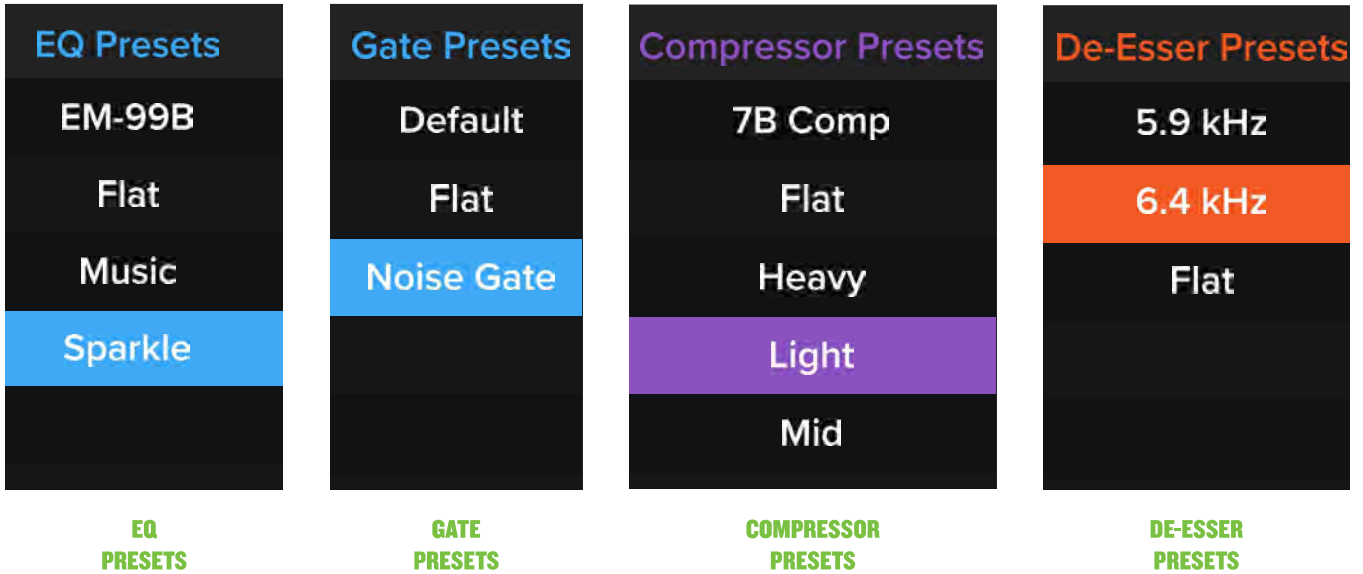 EQ Presets
EM-99B
Flat
Music
Sparkle
EQ
PRESETS
Gate Presets
Default
Flat
Noise Gate
GATE
PRESETS
Compressor Presets
7B Comp
Flat
Heavy
Light
Mid
COMPRESSOR
PRESETS
De-Esser Presets
5.9 kHz
6.4 kHz
Flat
DE-ESSER
PRESETS